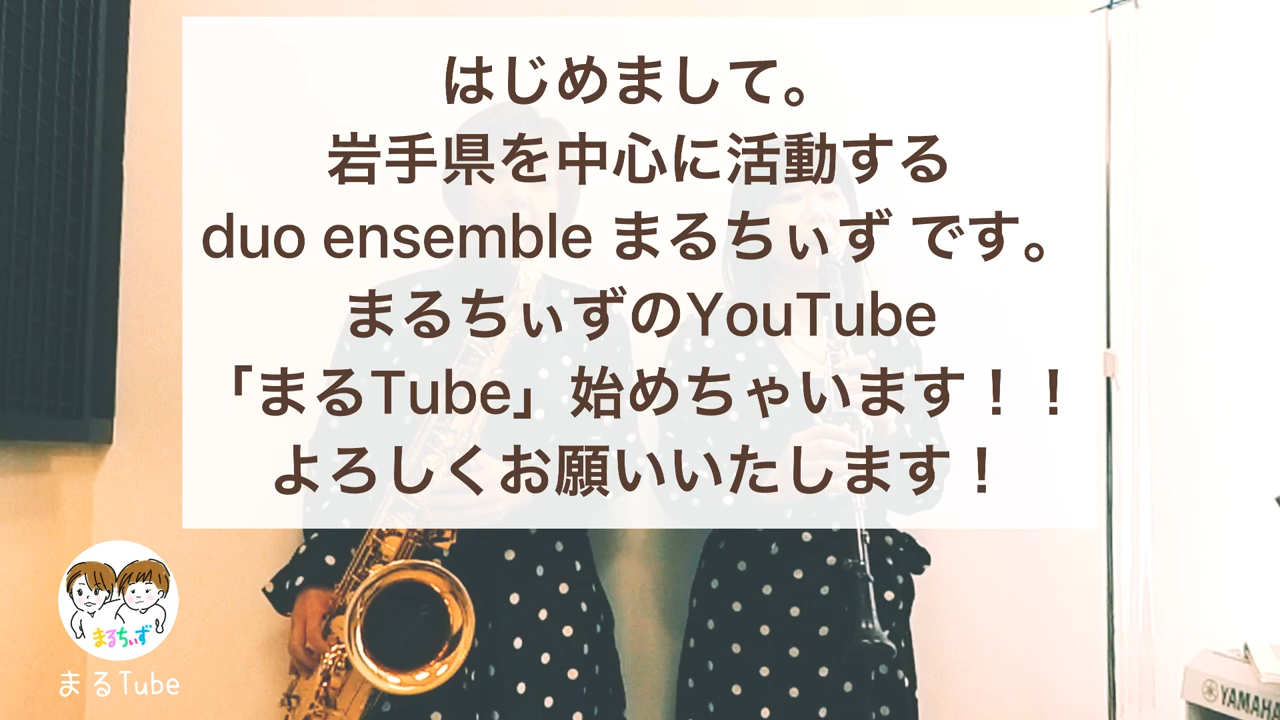 はじめまして。
岩手県を中心に活動する
duo ensemble まるちぃず です。
まるちぃずのYouTube
「まるTube」始めちゃいます！！
よろしくお願いいたします！
まるちぃず
まるTube
YAMAHA